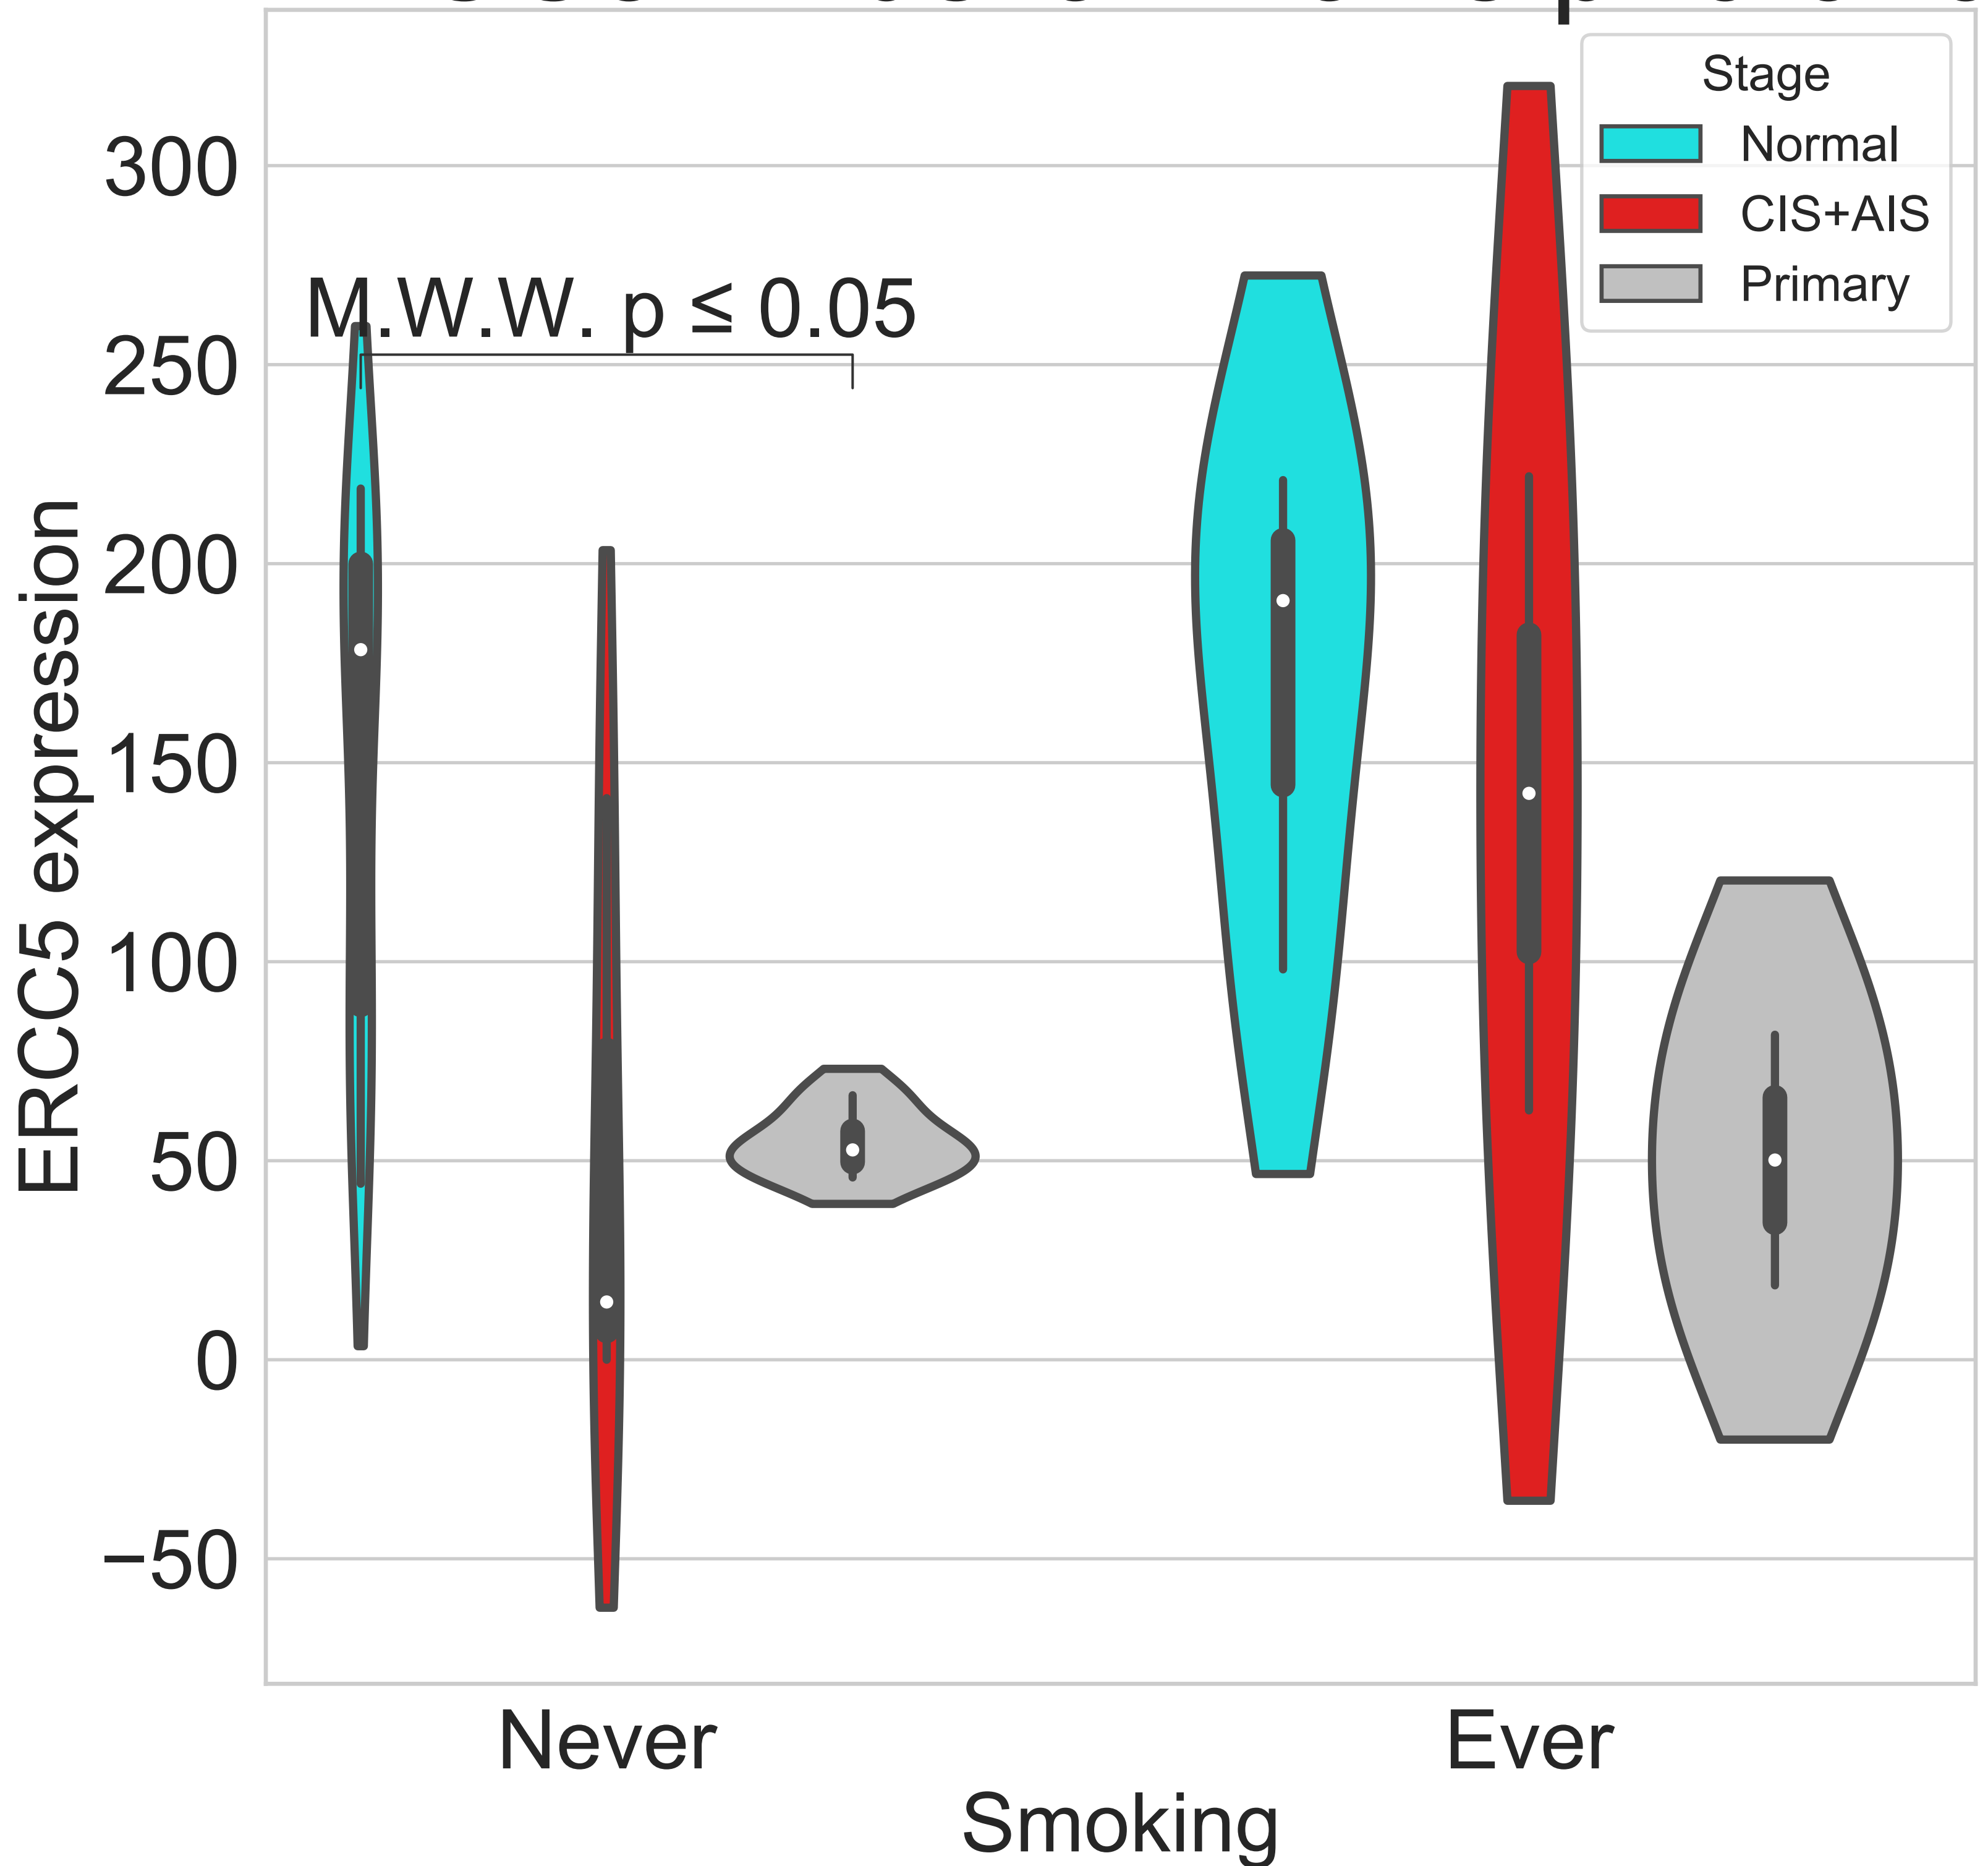 Stage
Normal
CIS+AIS
Primary
M.W.W. p ≤ 0.05
ERCC5 expression
300
250
200
150
100
50
0
−50
Never
Ever
Smoking